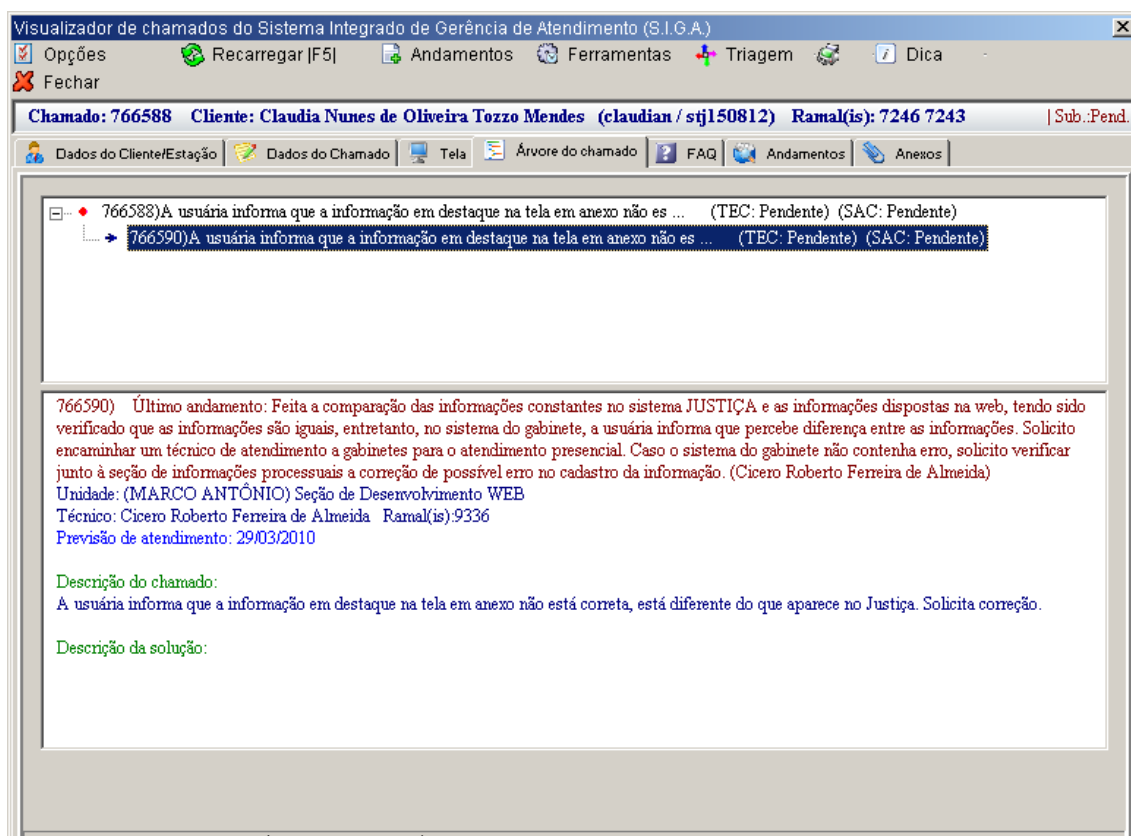 Visualizador de chamados do Sistema Integrado de Gerência de Atendimento (S.I.G.A.)
Opções Recarregar |F5| Andamentos Ferramentas Triagem Dica
Fechar
Chamado: 766588 Cliente: Claudia Nunes de Oliveira Tozzo Mendes (claudian / stj150812) Ramal(is): 7246 7243 | Sub.:Pend.
Dados do Cliente/Estação Dados do Chamado Tela Árvore do chamado FAQ Andamentos Anexos
766588)A usuária informa que a informação em destaque na tela em anexo não es ... (TEC: Pendente) (SAC: Pendente)
766590)A usuária informa que a informação em destaque na tela em anexo não es ... (TEC: Pendente) (SAC: Pendente)
766590) Último andamento: Feita a comparação das informações constantes no sistema JUSTIÇA e as informações dispostas na web, tendo sido
verificado que as informações são iguais, entretanto, no sistema do gabinete, a usuária informa que percebe diferença entre as informações. Solicito
encaminhar um técnico de atendimento a gabinetes para o atendimento presencial. Caso o sistema do gabinete não contenha erro, solicito verificar
junto à seção de informações processuais a correção de possível erro no cadastro da informação. (Cicero Roberto Ferreira de Almeida)
Unidade: (MARCO ANTÔNIO) Seção de Desenvolvimento WEB
Técnico: Cicero Roberto Ferreira de Almeida Ramal(is):9336
Previsão de atendimento: 29/03/2010
Descrição do chamado:
A usuária informa que a informação em destaque na tela em anexo não está correta, está diferente do que aparece no Justiça. Solicita correção.
Descrição da solução: